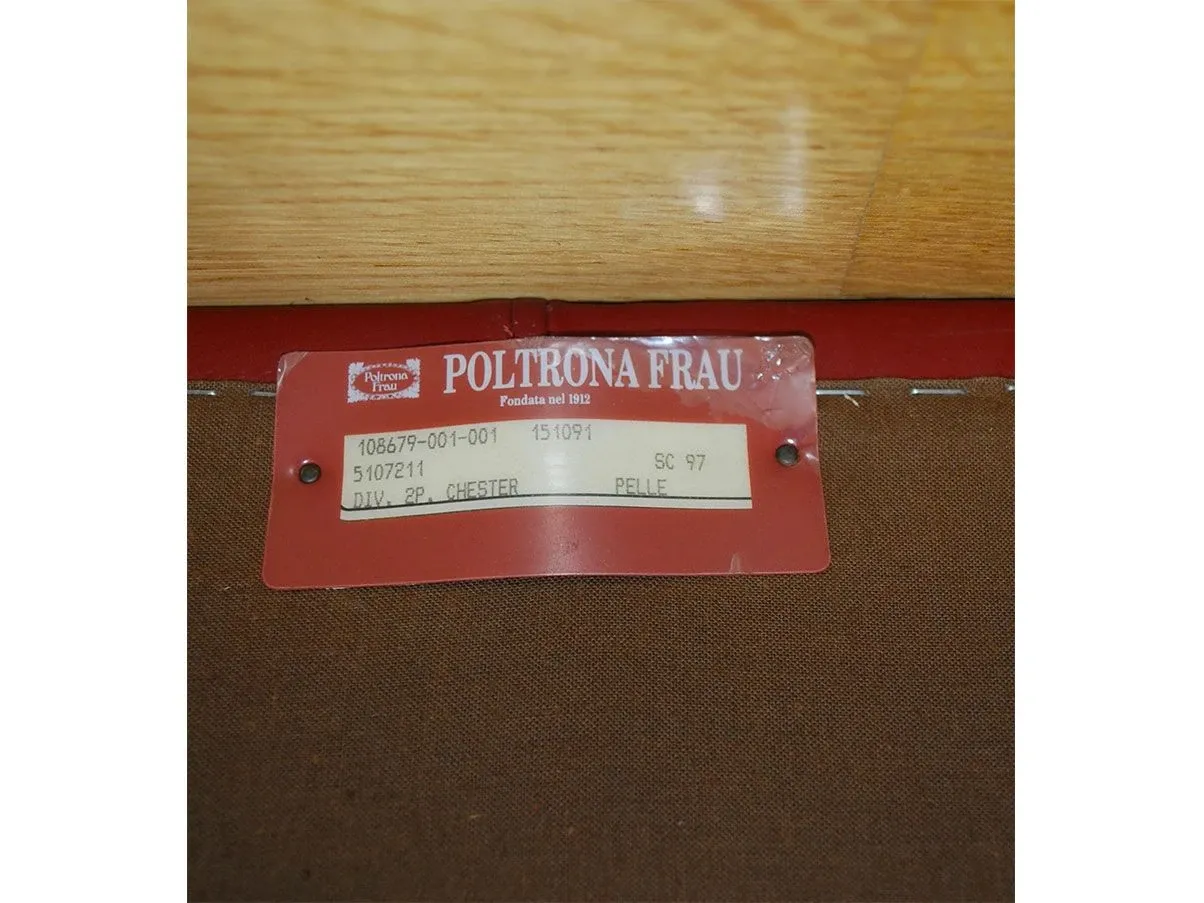 Poltrona
Frau
POLTRONA FRAU
Fondata nel 1912
108679-001-001 151091
5107211 SC 97
DIV. 2P. CHESTER PELLE